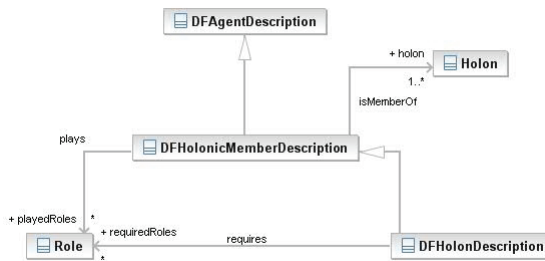 DFAgentDescription
+ holon
Holon
1..*
isMemberOf
plays
DFHolonicMemberDescription
+ playedRoles
*
+ requiredRoles
requires
Role
*
DFHolonDescription